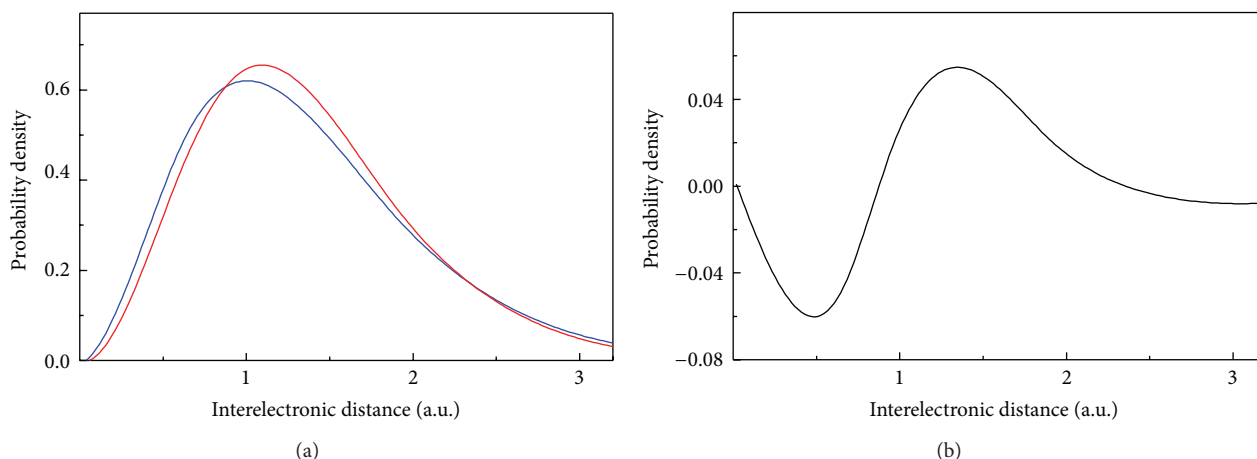 Probability density
0.6
0.4
0.2
0.0
1
2
3
Interelectronic distance (a.u.)
(a)
Probability density
0.04
0.00
−0.04
−0.08
1
2
3
Interelectronic distance (a.u.)
(b)